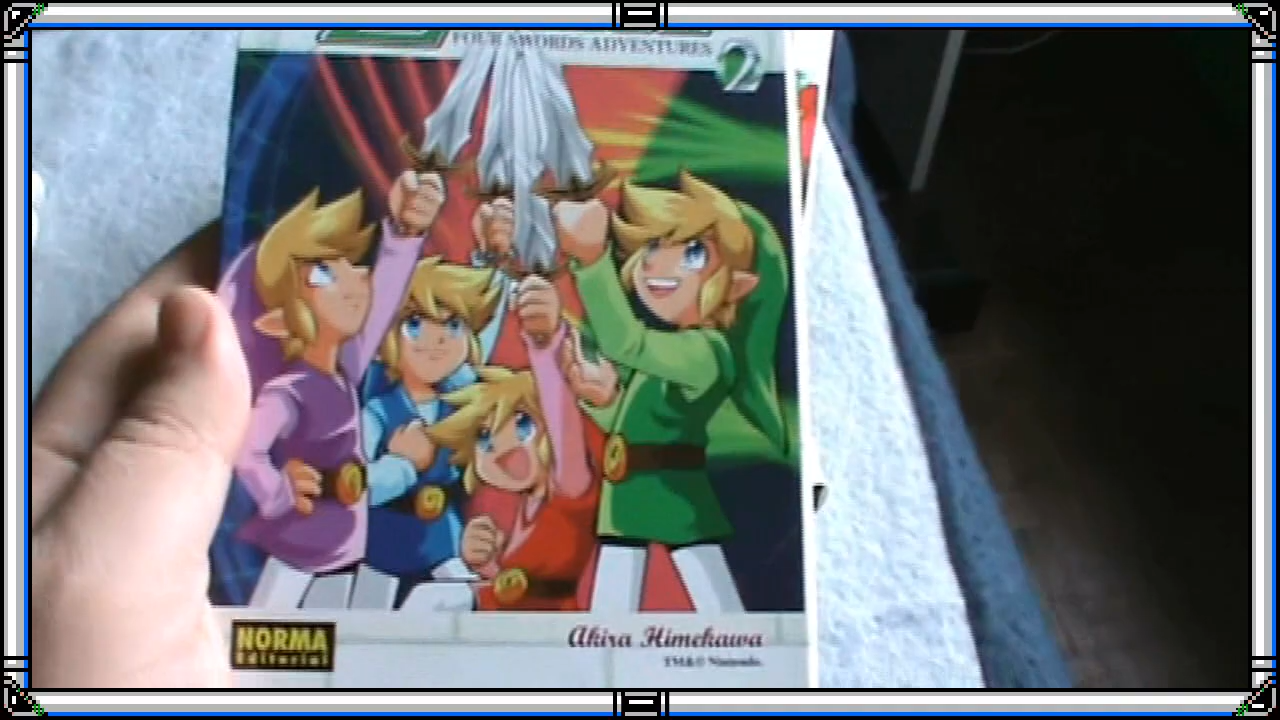 FOUR SWORDS ADVENTURES
2
NORMA
Editorial
Akira Himekawa
TM&© Nintendo.